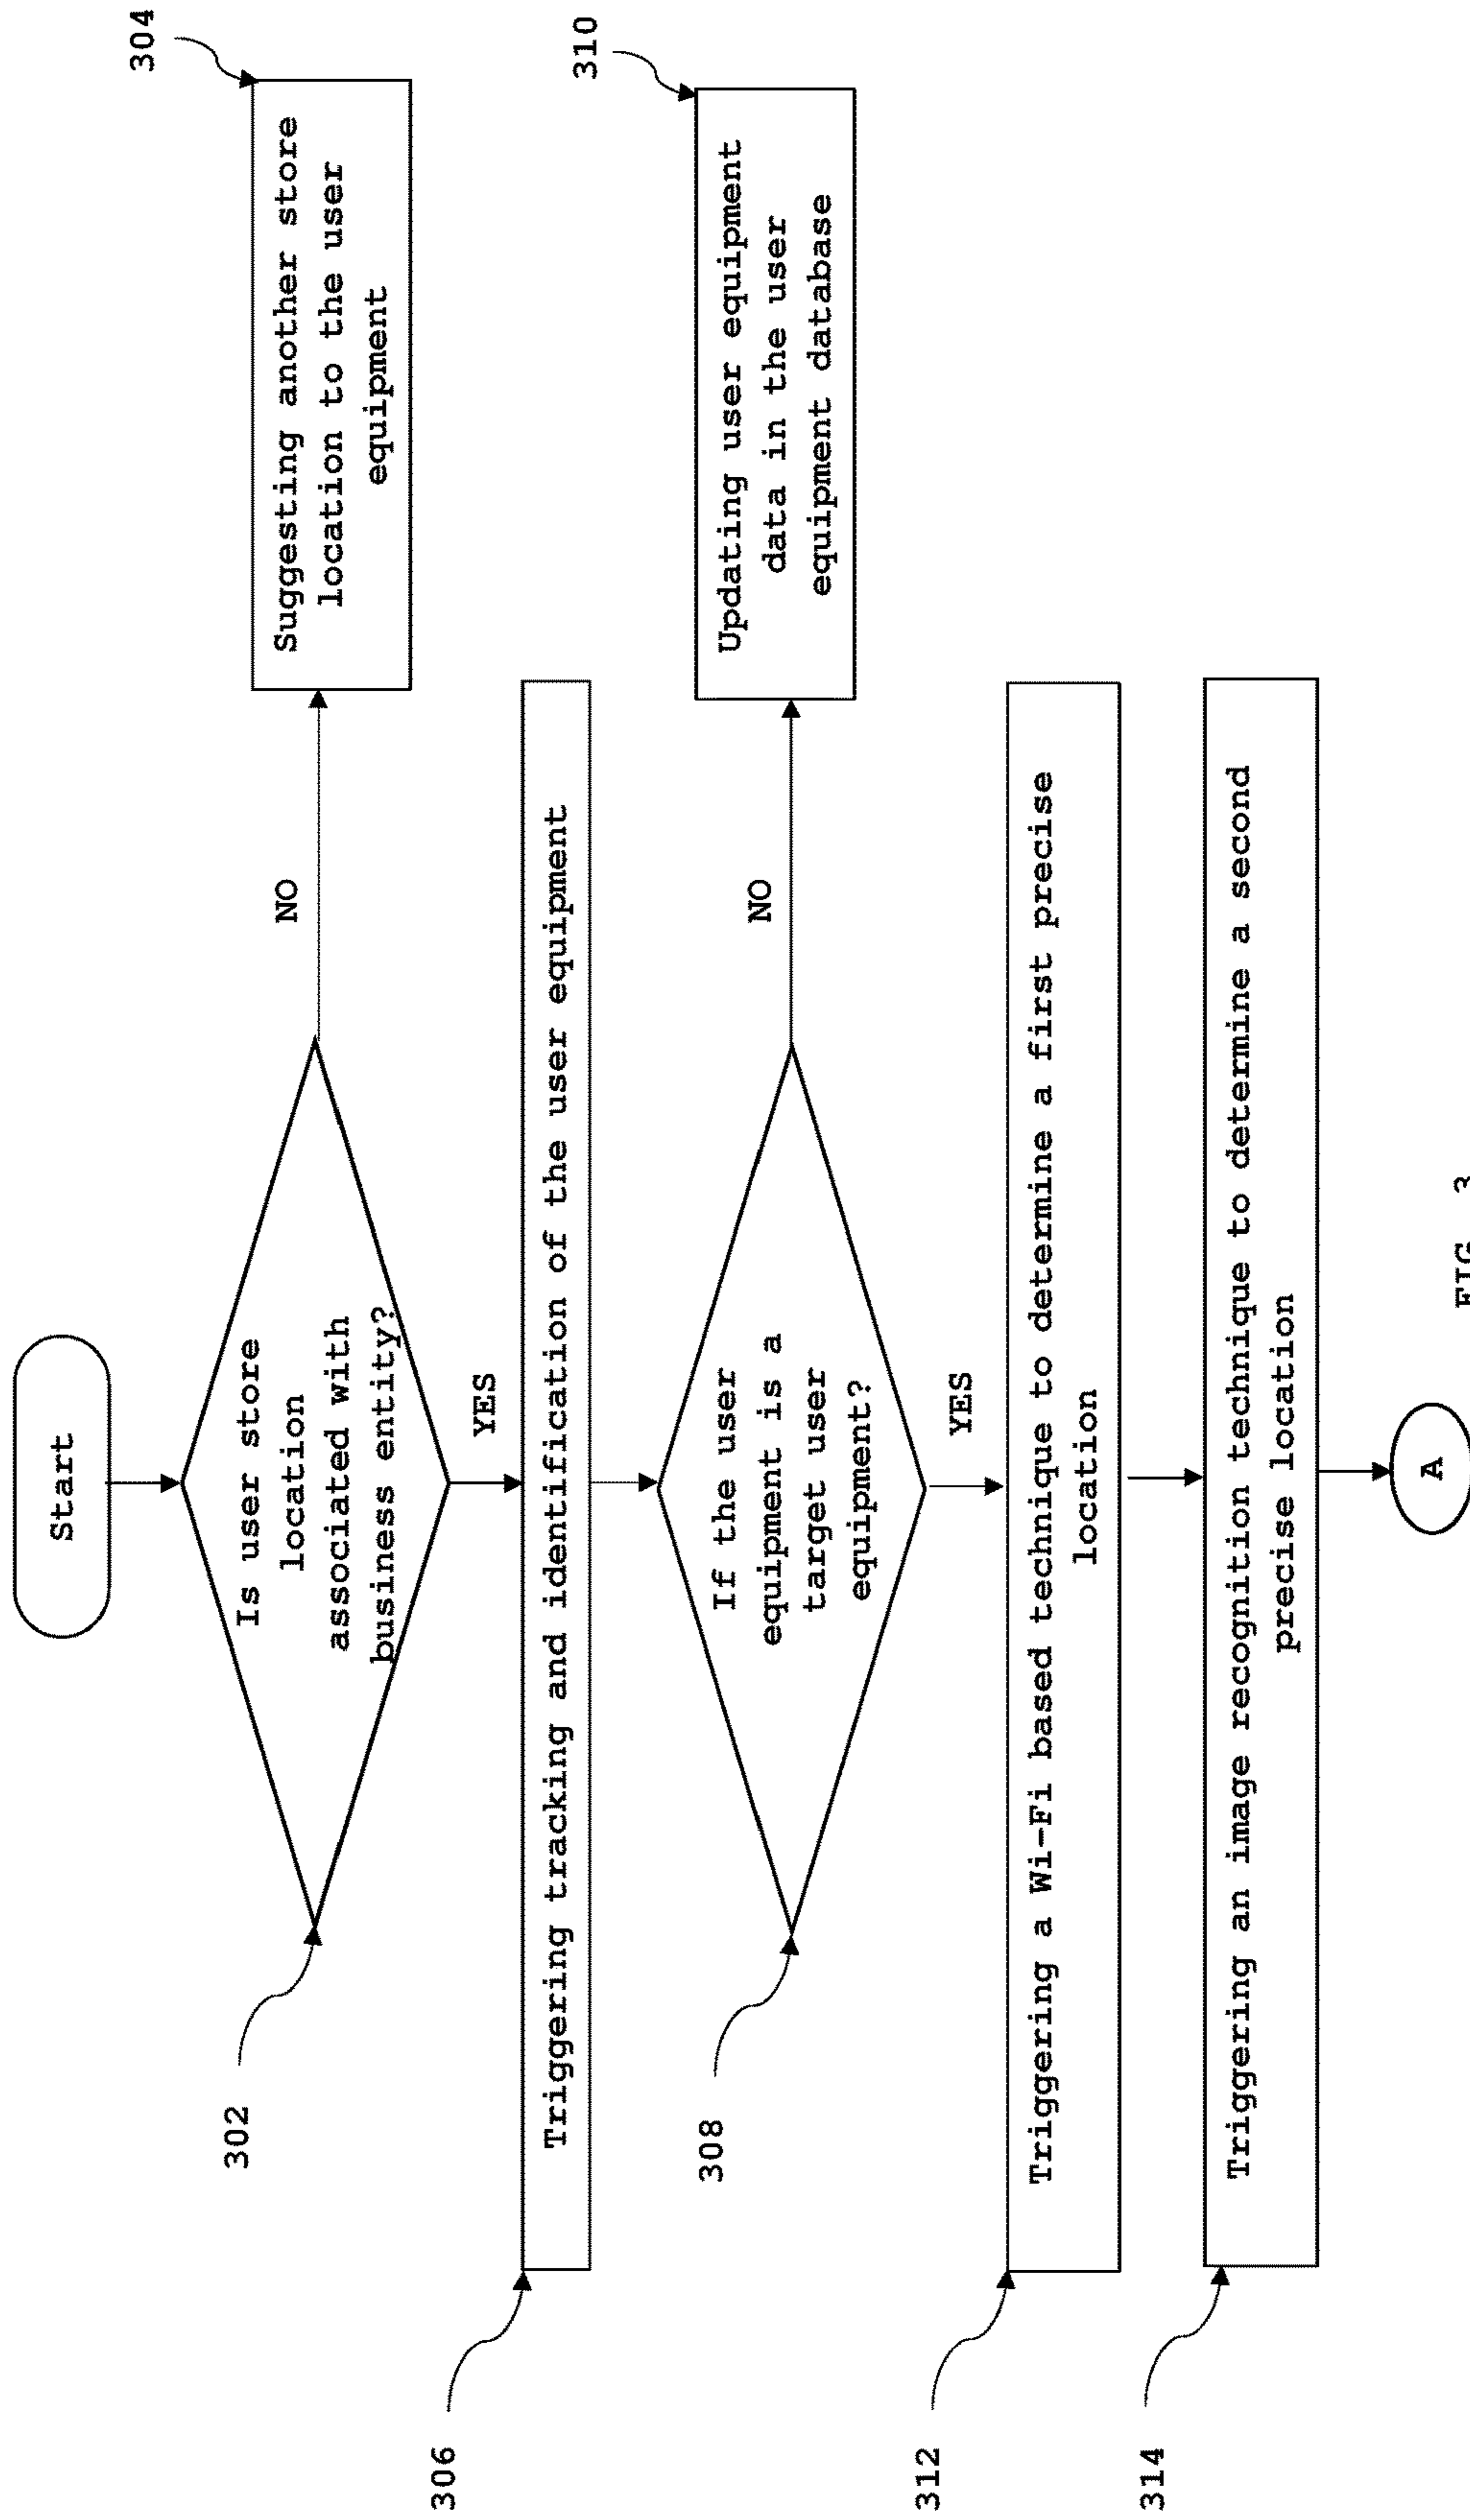 Start
302
Is user store
location
associated with
business entity?
NO
304
Suggesting another store
location to the user
equipment
YES
306
Triggering tracking and identification of the user equipment
308
If the user
equipment is a
target user
equipment?
NO
310
Updating user equipment
data in the user
equipment database
YES
312
Triggering a Wi-Fi based technique to determine a first precise
location
314
Triggering an image recognition technique to determine a second
precise location
A
FIG. 3